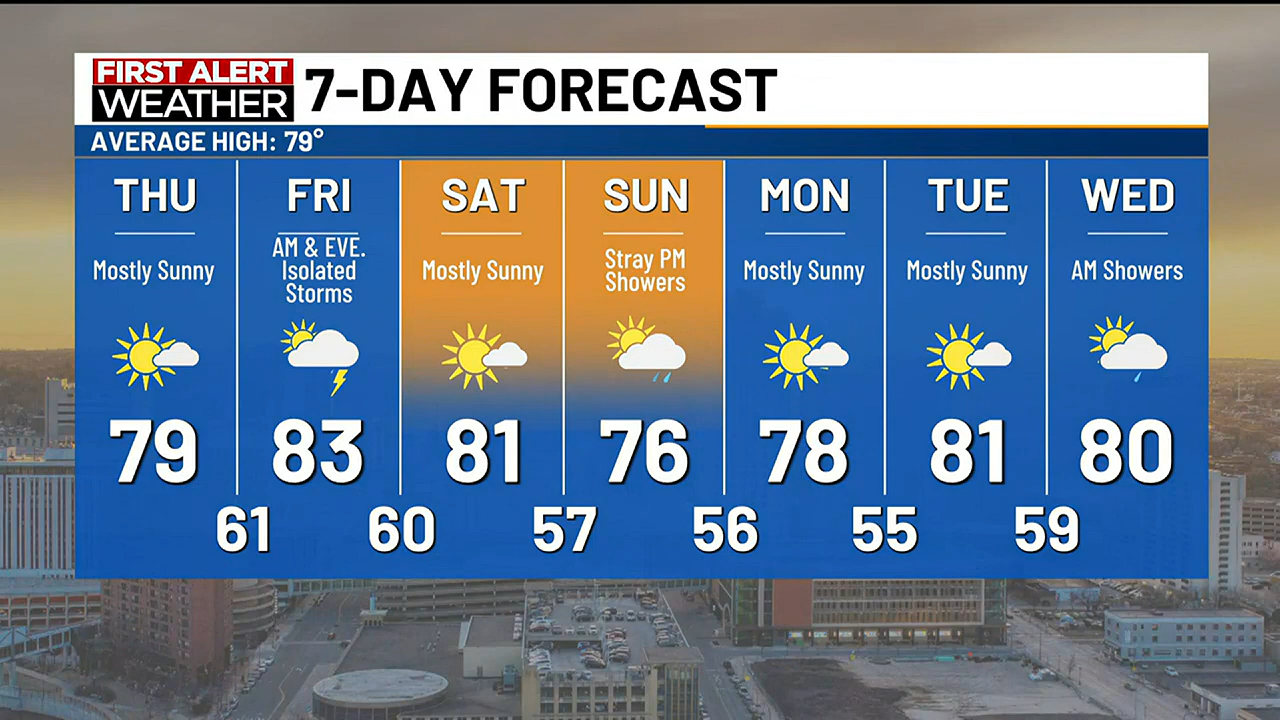 FIRST ALERT
WEATHER
7-DAY FORECAST
AVERAGE HIGH: 79°
THU
Mostly Sunny
79
61
FRI
AM & EVE.
Isolated
Storms
83
60
SAT
Mostly Sunny
81
57
SUN
Stray PM
Showers
76
56
MON
Mostly Sunny
78
55
TUE
Mostly Sunny
81
59
WED
AM Showers
80